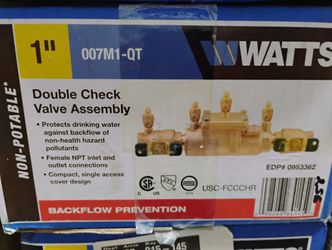 1"
007M1-QT
WATTS
NON-POTABLE*
Double Check
Valve Assembly
• Protects drinking water
against backflow of
non-health hazard
pollutants
• Female NPT inlet and
outlet connections
• Compact, single access
cover design
EDP# 0953362
USC-FCCCHR
BACKFLOW PREVENTION